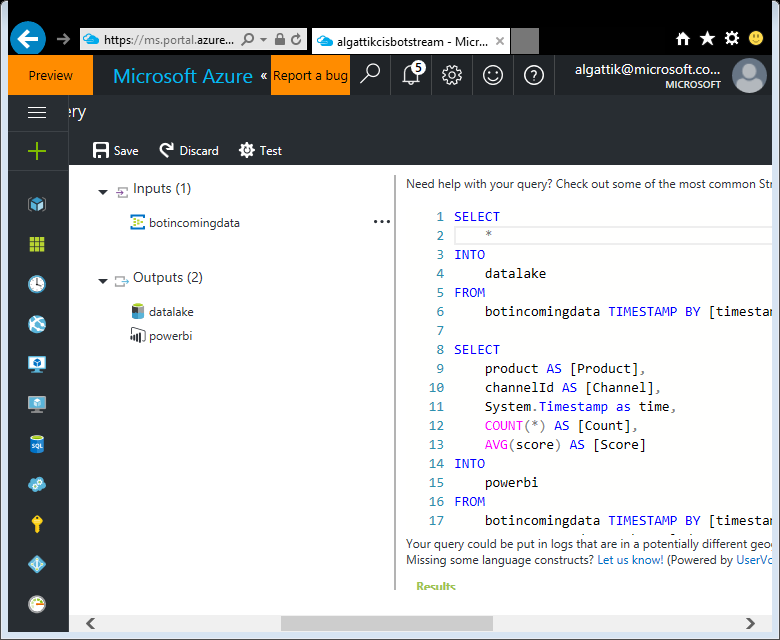 https://ms.portal.azure...
algattikcisbotstream - Micr...
Preview
Microsoft Azure «
Report a bug
5
algattik@microsoft.co...
MICROSOFT
ery
Save
Discard
Test
Inputs (1)
botincomingdata
...
Outputs (2)
datalake
powerbi
Need help with your query? Check out some of the most common Str
1 SELECT
2 *
3 INTO
4 datalake
5 FROM
6 botincomingdata TIMESTAMP BY [timestam
7
8 SELECT
9 product AS [Product],
10 channelId AS [Channel],
11 System.Timestamp as time,
12 COUNT(*) AS [Count],
13 AVG(score) AS [Score]
14 INTO
15 powerbi
16 FROM
17 botincomingdata TIMESTAMP BY [timestam
Your query could be put in logs that are in a potentially different geo
Missing some language constructs? Let us know! (Powered by UserVo
Results
SQL